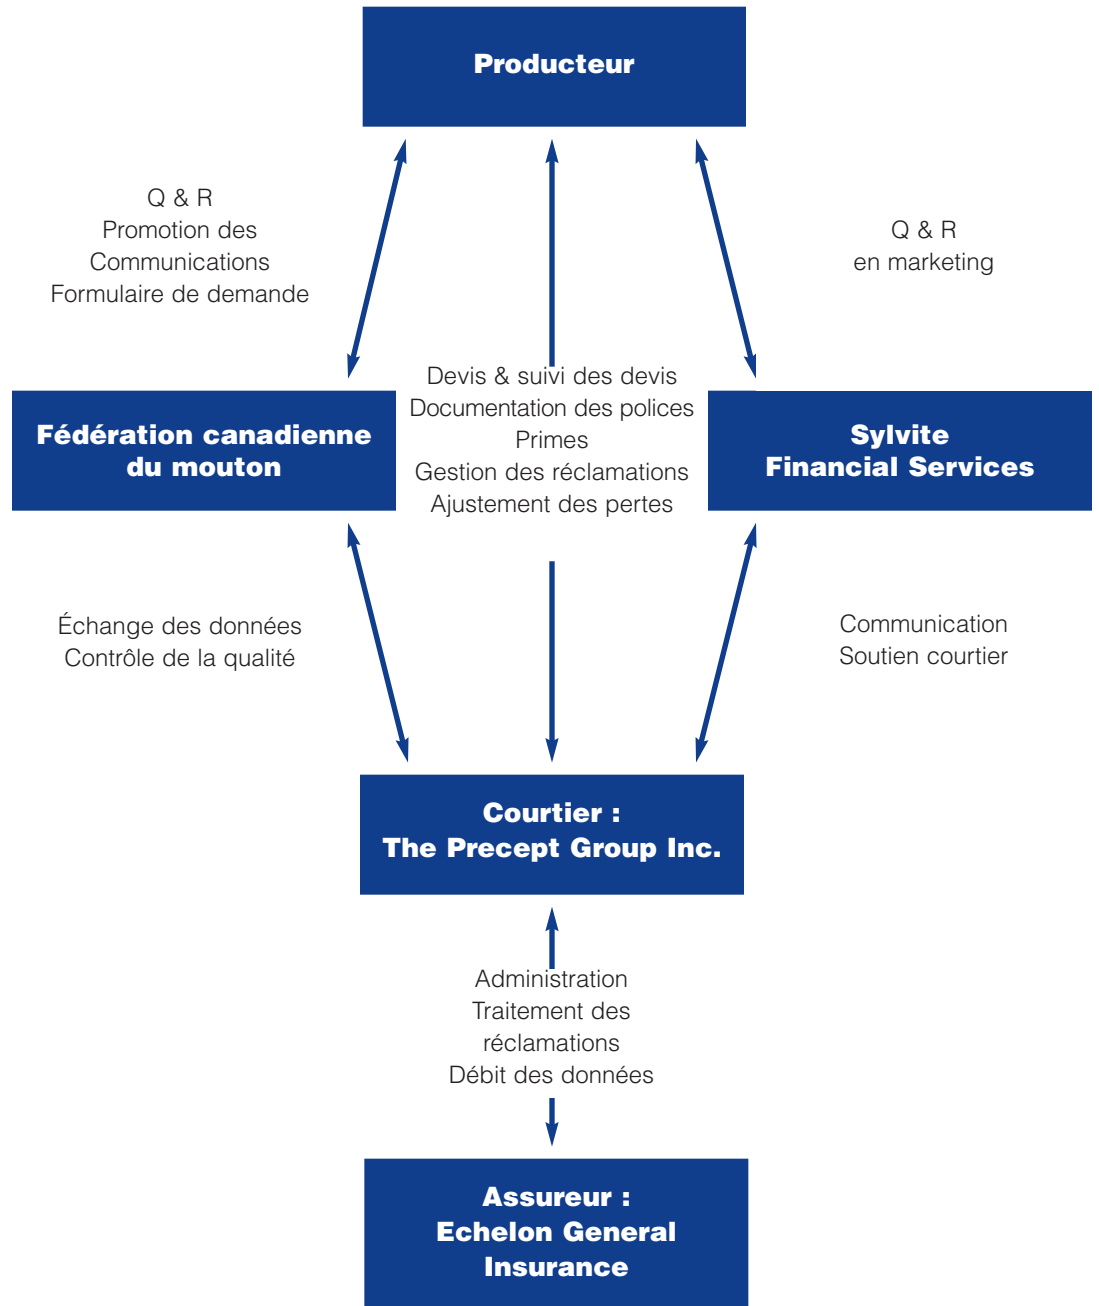 Producteur
Q & R
Promotion des
Communications
Formulaire de demande
Q & R
en marketing
Fédération canadienne
du mouton
Devis & suivi des devis
Documentation des polices
Primes
Gestion des réclamations
Ajustement des pertes
Sylvite
Financial Services
Échange des données
Contrôle de la qualité
Communication
Soutien courtier
Courtier :
The Precept Group Inc.
Administration
Traitement des
réclamations
Débit des données
Assureur :
Echelon General
Insurance